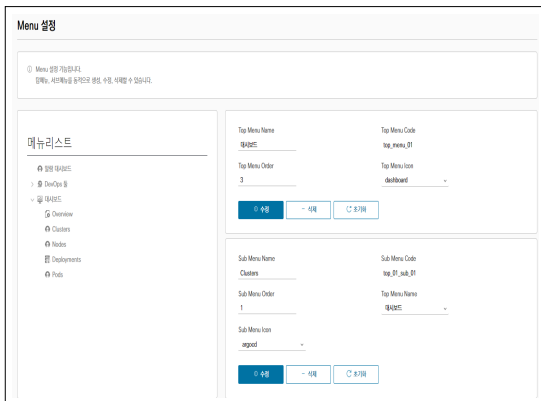 Menu 설정
Menu 설정 가능합니다.
탑메뉴, 서브메뉴를 동적으로 생성, 수정, 삭제할 수 있습니다.
메뉴리스트
알람 대시보드
DevOps 툴
대시보드
Overview
Clusters
Nodes
Deployments
Pods
Top Menu Name
Top Menu Code
대시보드
top_menu_01
Top Menu Order
Top Menu Icon
3
dashboard
수정
- 삭제
초기화
Sub Menu Name
Sub Menu Code
Clusters
top_01_sub_01
Sub Menu Order
Top Menu Name
1
대시보드
Sub Menu Icon
argocd
수정
- 삭제
초기화